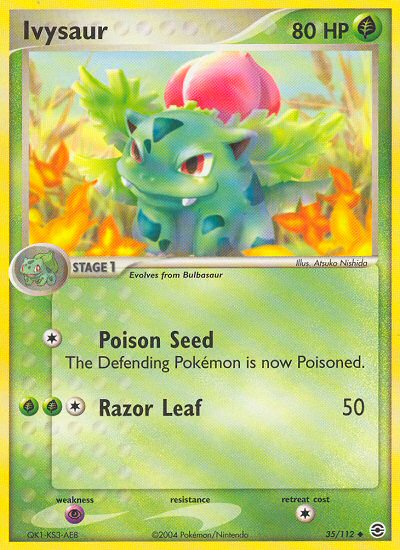 Ivysaur 80 HP
Illus. Atsuko Nishida
STAGE 1
Evolves from Bulbasaur
Poison Seed
The Defending Pokémon is now Poisoned.
Razor Leaf 50
weakness resistance retreat cost
QK1-KS3-AE8 ©2004 Pokémon/Nintendo 35/112